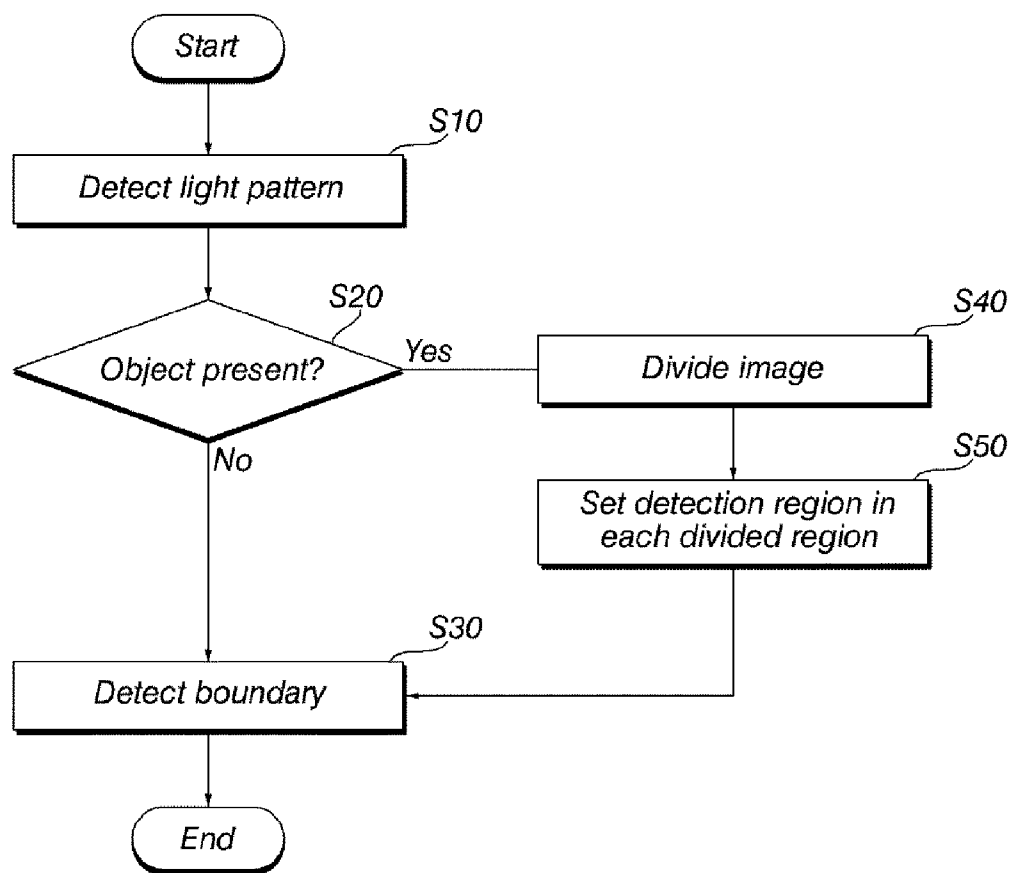 Start
S10
Detect light pattern
S20
Object present?
Yes
No
S40
Divide image
S50
Set detection region in
each divided region
S30
Detect boundary
End